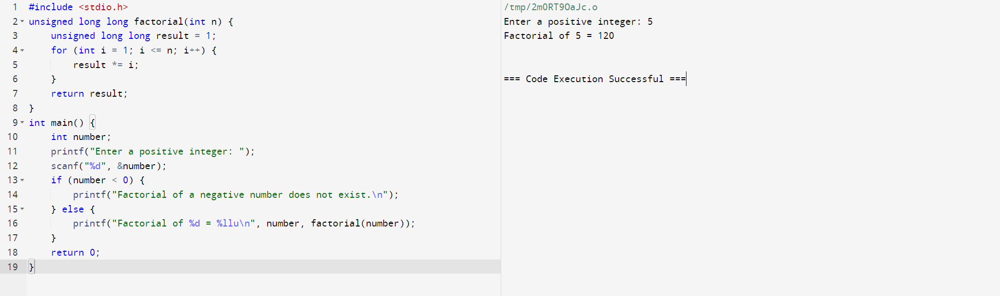 1 #include <stdio.h>
2 unsigned long long factorial(int n) {
3     unsigned long long result = 1;
4     for (int i = 1; i <= n; i++) {
5         result *= i;
6     }
7     return result;
8 }
9 int main() {
10     int number;
11     printf("Enter a positive integer: ");
12     scanf("%d", &number);
13     if (number < 0) {
14         printf("Factorial of a negative number does not exist.\n");
15     } else {
16         printf("Factorial of %d = %llu\n", number, factorial(number));
17     }
18     return 0;
19 }
/tmp/2m0RT9OaJc.o
Enter a positive integer: 5
Factorial of 5 = 120
=== Code Execution Successful ===